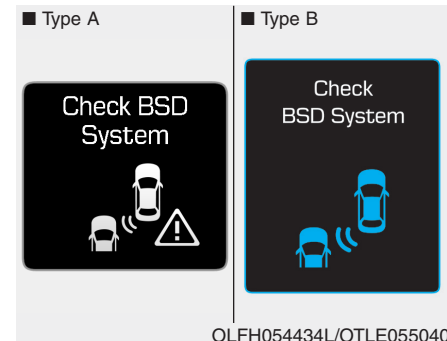 ■ Type A
■ Type B
Check BSD
System
Check
BSD System
OLFH054434L/OTLE055040